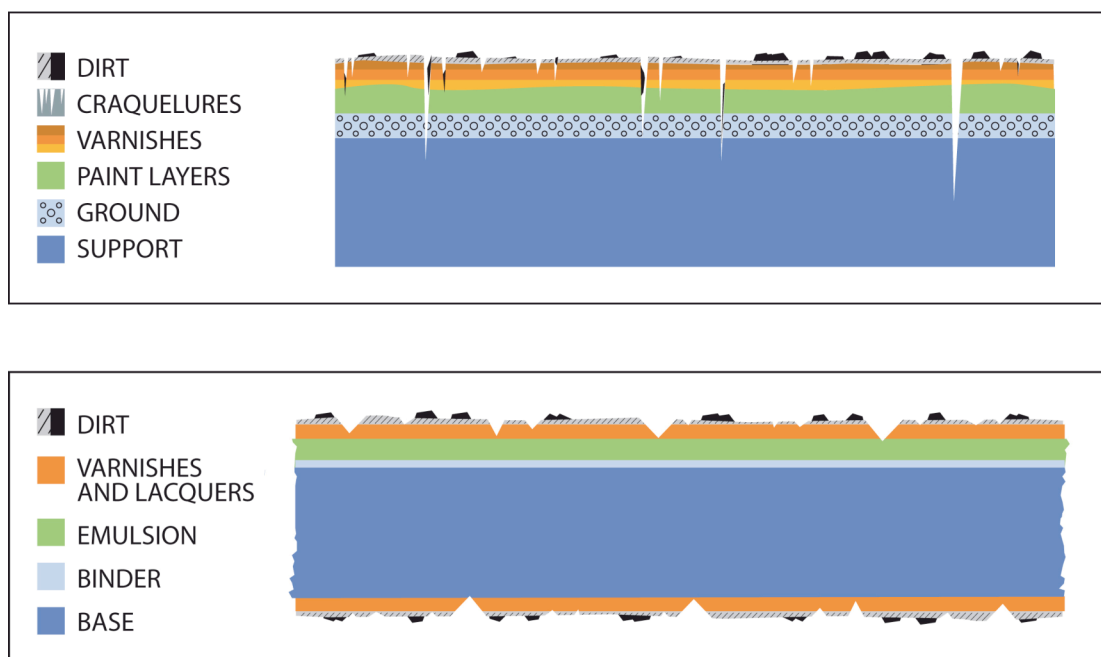 DIRT
CRAQUELURES
VARNISHES
PAINT LAYERS
GROUND
SUPPORT
DIRT
VARNISHES
AND LACQUERS
EMULSION
BINDER
BASE